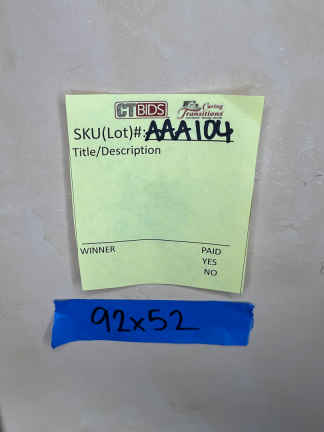 CTBIDS Caring Transitions
SKU(Lot)#: AAA104
Title/Description
WINNER PAID
YES
NO
92x52